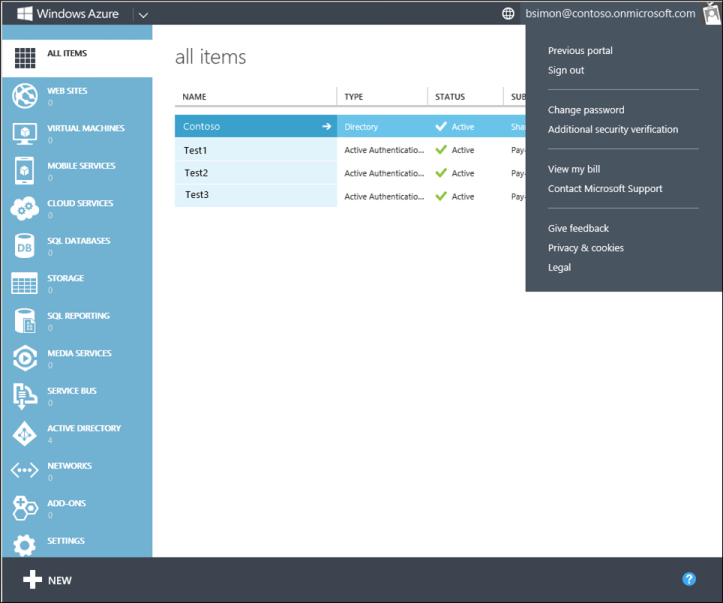 Windows Azure
bsimon@contoso.onmicrosoft.com
Previous portal
Sign out
Change password
Additional security verification
View my bill
Contact Microsoft Support
Give feedback
Privacy & cookies
Legal
ALL ITEMS
WEB SITES
0
VIRTUAL MACHINES
0
MOBILE SERVICES
0
CLOUD SERVICES
0
DB
SQL DATABASES
0
STORAGE
0
SQL REPORTING
0
MEDIA SERVICES
0
SERVICE BUS
0
ACTIVE DIRECTORY
4
NETWORKS
0
ADD-ONS
0
SETTINGS
all items
NAME TYPE STATUS SUB
Contoso Directory Active Sha
Test1 Active Authenticatio... Active Pay-
Test2 Active Authenticatio... Active Pay-
Test3 Active Authenticatio... Active Pay-
NEW
?